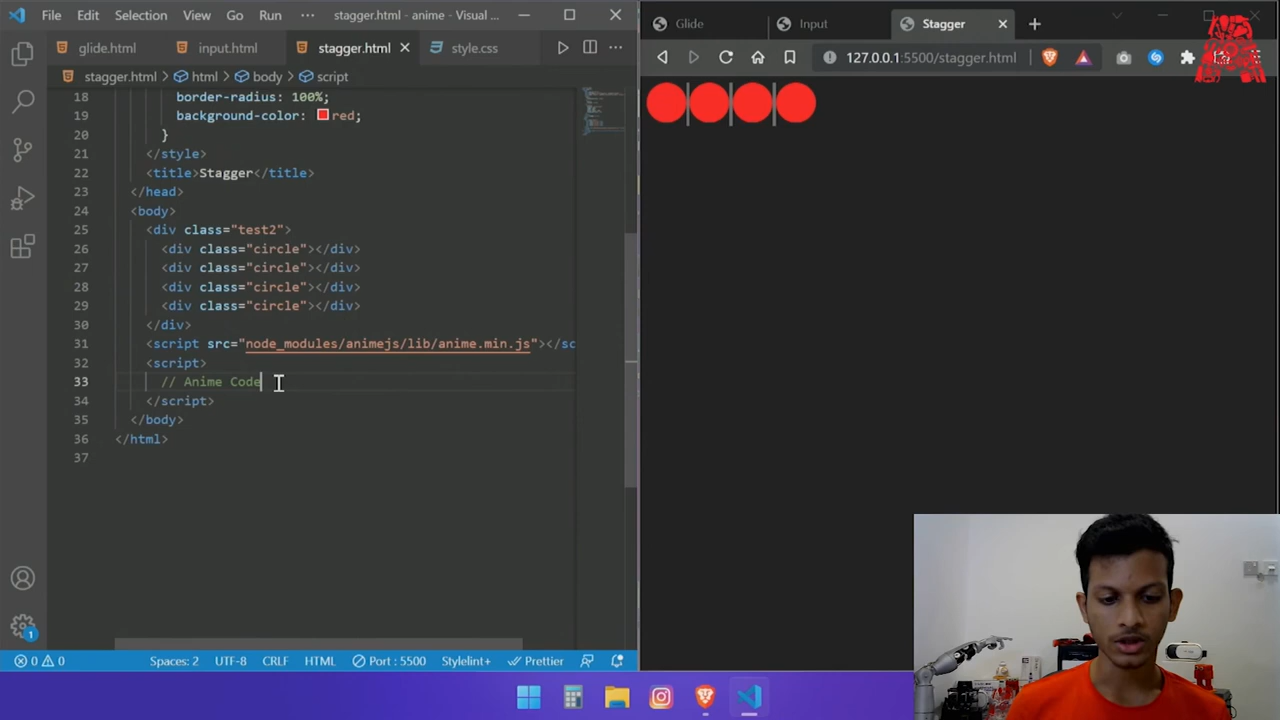 File Edit Selection View Go Run ··· stagger.html - anime - Visual ...
glide.html input.html stagger.html style.css
stagger.html > html > body > script
18 border-radius: 100%;
19 background-color: red;
20 }
21 </style>
22 <title>Stagger</title>
23 </head>
24 <body>
25 <div class="test2">
26 <div class="circle"></div>
27 <div class="circle"></div>
28 <div class="circle"></div>
29 <div class="circle"></div>
30 </div>
31 <script src="node_modules/animejs/lib/anime.min.js"></sc
32 <script>
33 // Anime Code
34 </script>
35 </body>
36 </html>
37
1
0 0 Spaces: 2 UTF-8 CRLF HTML Port : 5500 Stylelint+ Prettier
Glide Input Stagger
127.0.0.1:5500/stagger.html